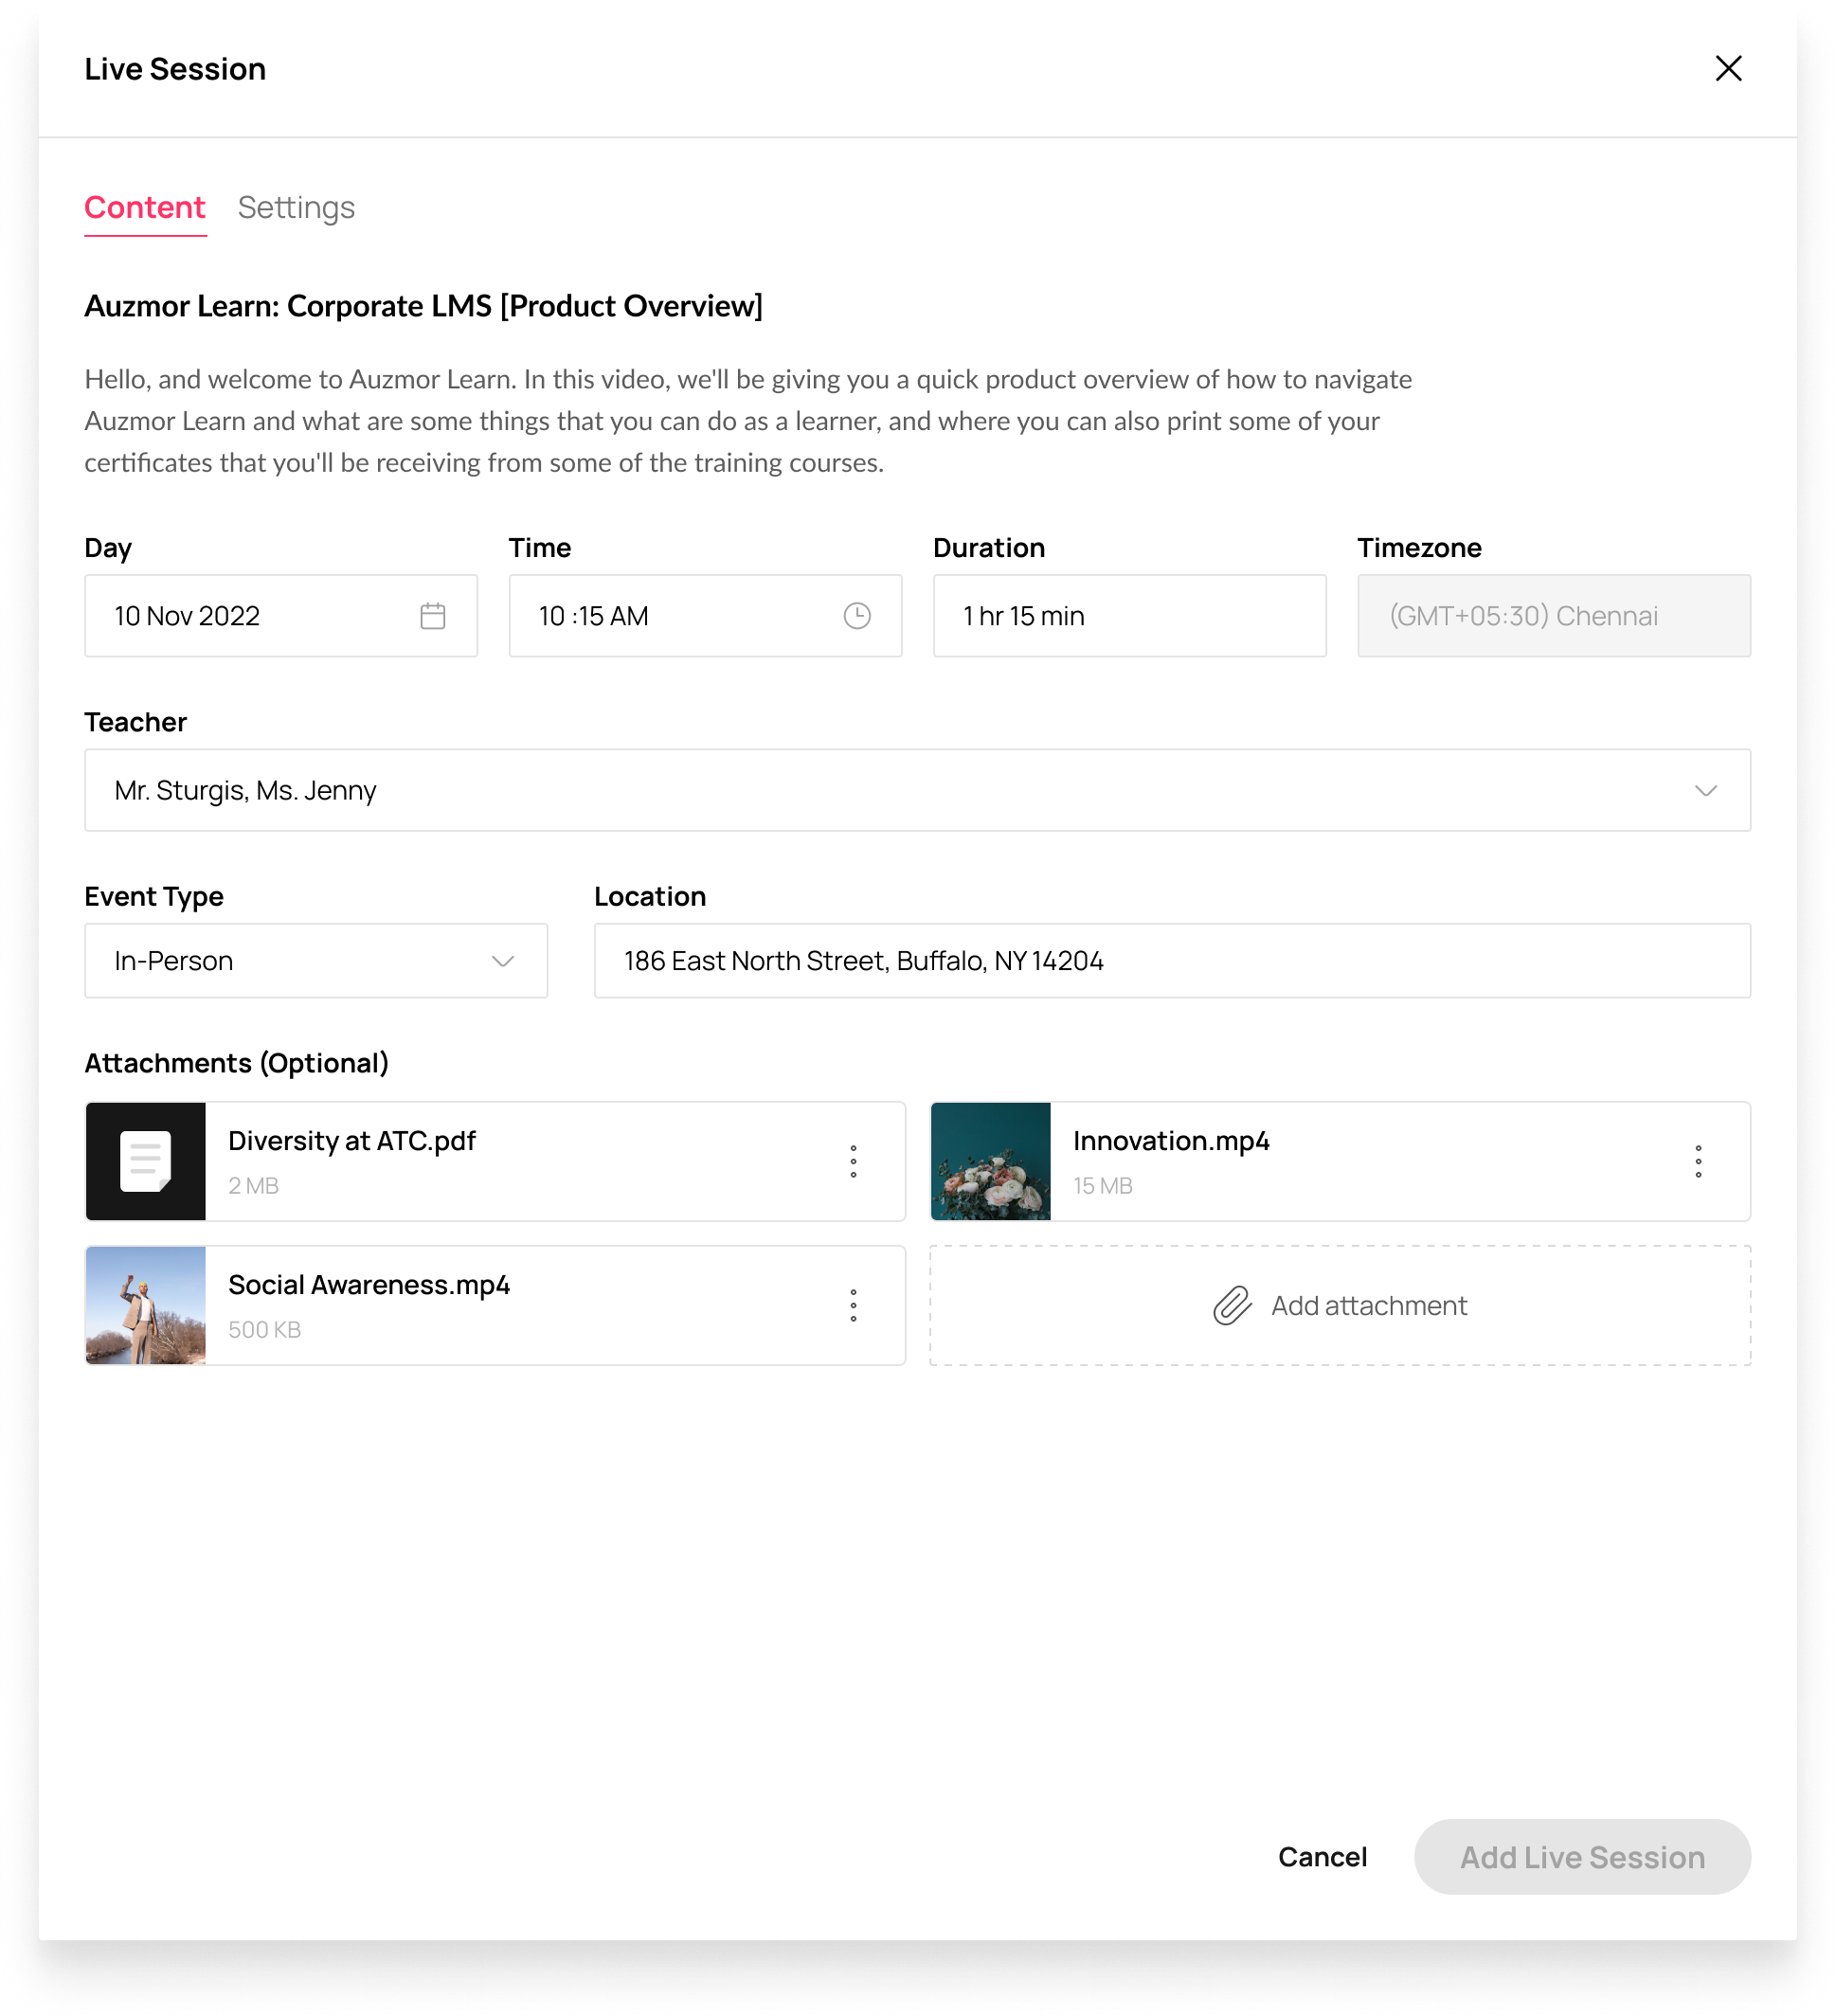 Live Session
Content Settings
Auzmor Learn: Corporate LMS [Product Overview]
Hello, and welcome to Auzmor Learn. In this video, we'll be giving you a quick product overview of how to navigate
Auzmor Learn and what are some things that you can do as a learner, and where you can also print some of your
certificates that you'll be receiving from some of the training courses.
Day Time Duration Timezone
10 Nov 2022 10 :15 AM 1 hr 15 min (GMT+05:30) Chennai
Teacher
Mr. Sturgis, Ms. Jenny
Event Type Location
In-Person 186 East North Street, Buffalo, NY 14204
Attachments (Optional)
Diversity at ATC.pdf
2 MB
Innovation.mp4
15 MB
Social Awareness.mp4
500 KB
Add attachment
Cancel Add Live Session